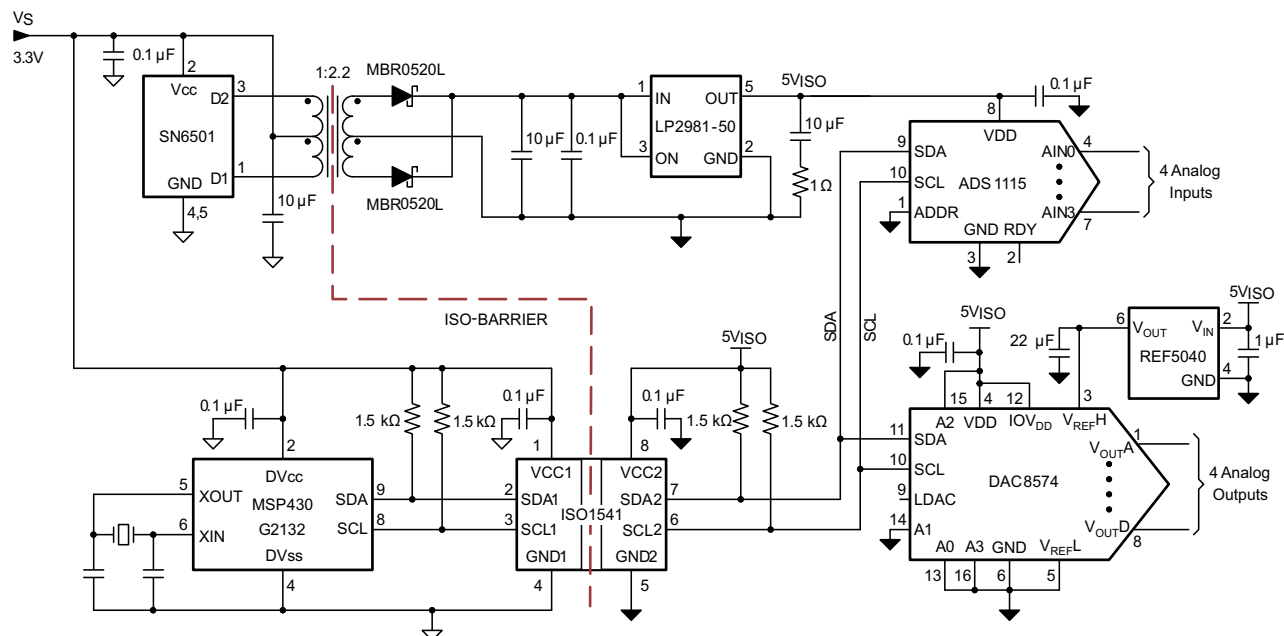 VS
3.3V
0.1 µF
2
Vcc
D2
3
SN6501
GND
D1
1
4,5
10 µF
1:2.2
MBR0520L
MBR0520L
10 µF
0.1 µF
1
IN
OUT
5
LP2981-50
3
ON
GND
2
5VISO
10 µF
1 Ω
0.1 µF
8
VDD
9
SDA
AIN0
4
10
SCL
ADS1115
1
ADDR
AIN3
7
GND
RDY
3
2
4 Analog
Inputs
ISO-BARRIER
SDA
SCL
0.1 µF
2
DVcc
5
XOUT
MSP430
SDA
9
G2132
6
XIN
SCL
8
DVss
4
1.5 kΩ
1.5 kΩ
0.1 µF
1
VCC1
2
SDA1
ISO1541
3
SCL1
GND1
4
5VISO
0.1 µF
8
VCC2
SDA2
7
SCL2
6
GND2
5
1.5 kΩ
1.5 kΩ
5VISO
0.1 µF
22
µF
6
VOUT
VIN
2
REF5040
GND
4
5VISO
1 µF
15
4
12
3
A2
VDD
IOVDD
VREFH
11
SDA
VOUTA
1
10
SCL
9
LDAC
DAC8574
14
A1
VOUTD
8
A0
A3
GND
VREFL
13
16
6
5
4 Analog
Outputs